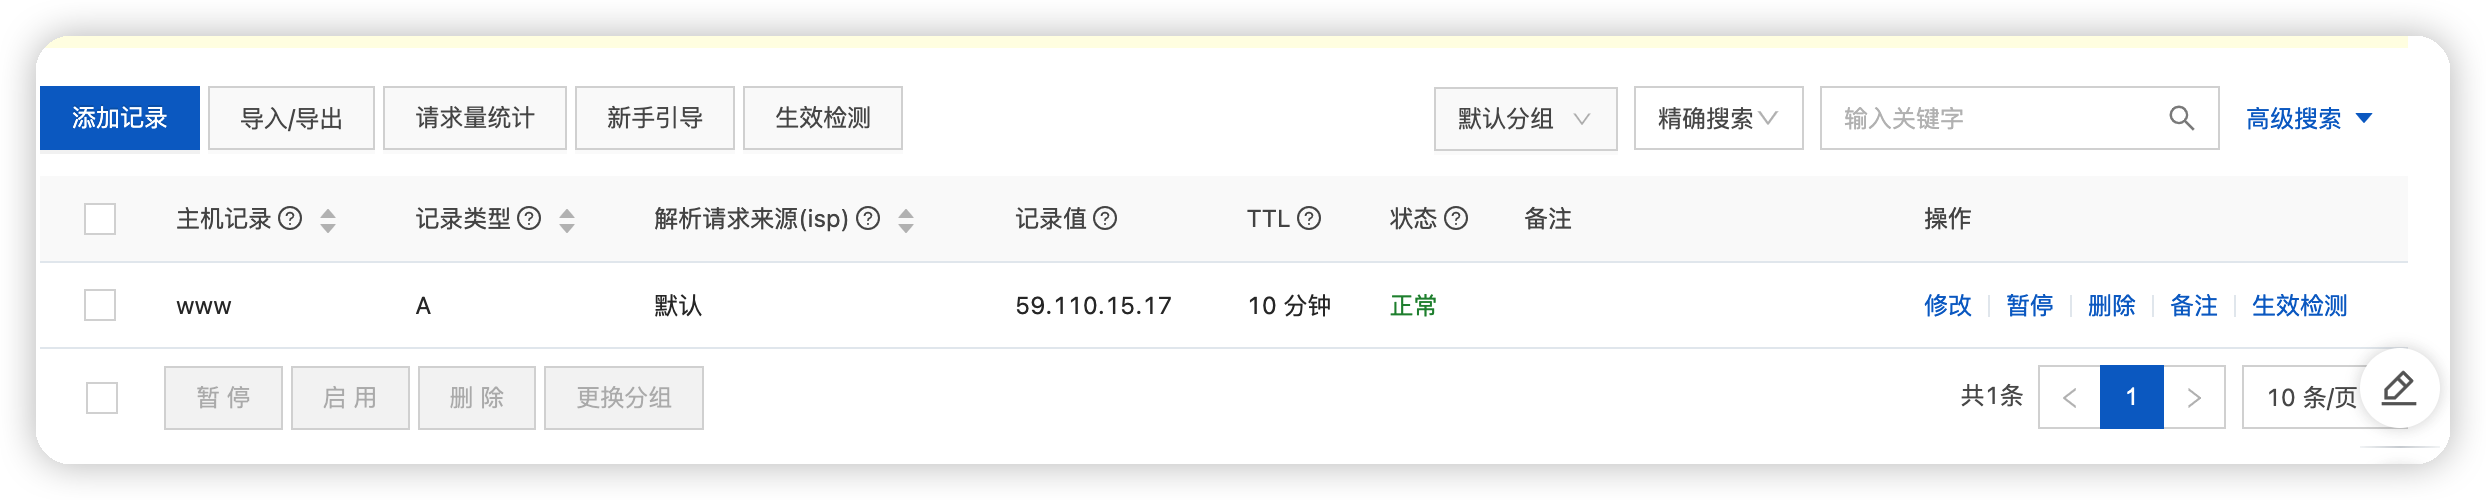 添加记录 导入/导出 请求量统计 新手引导 生效检测 默认分组 精确搜索 输入关键字 高级搜索
主机记录 记录类型 解析请求来源(isp) 记录值 TTL 状态 备注 操作
www A 默认 59.110.15.17 10 分钟 正常 修改 暂停 删除 备注 生效检测
暂 停 启 用 删 除 更换分组 共1条 < 1 > 10 条/页